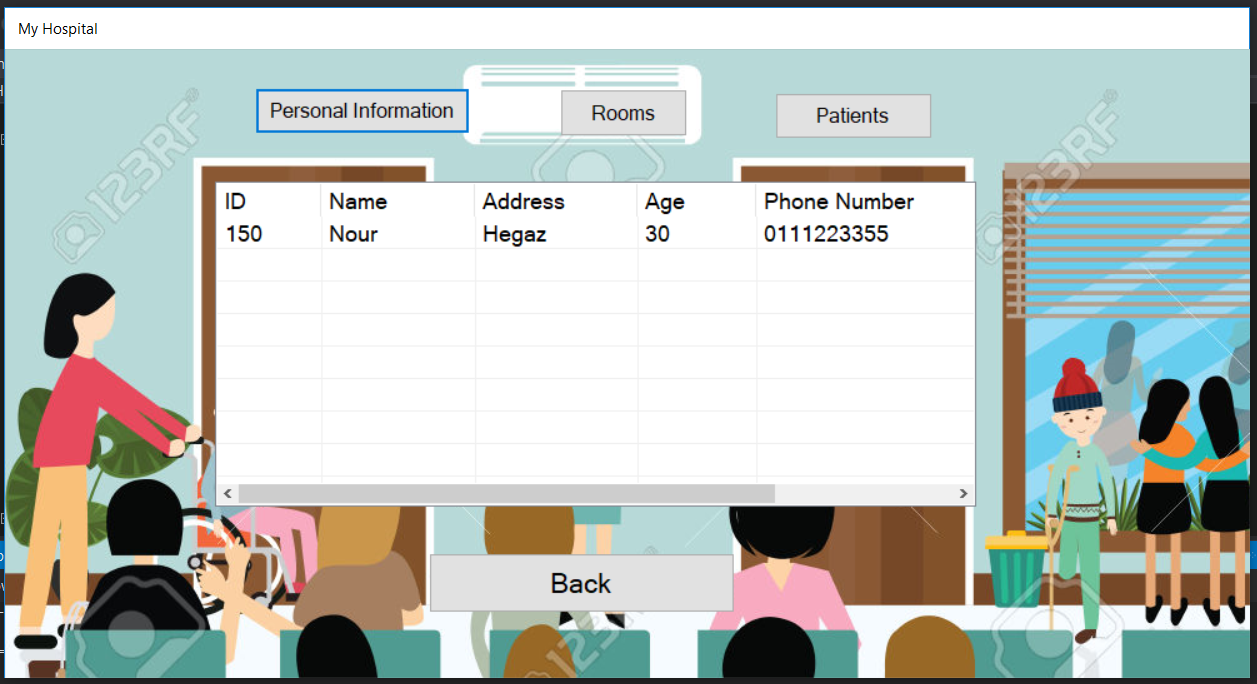 My Hospital
Personal Information
Rooms
Patients
ID Name Address Age Phone Number
150 Nour Hegaz 30 0111223355
Back
123RF
123RF
123RF